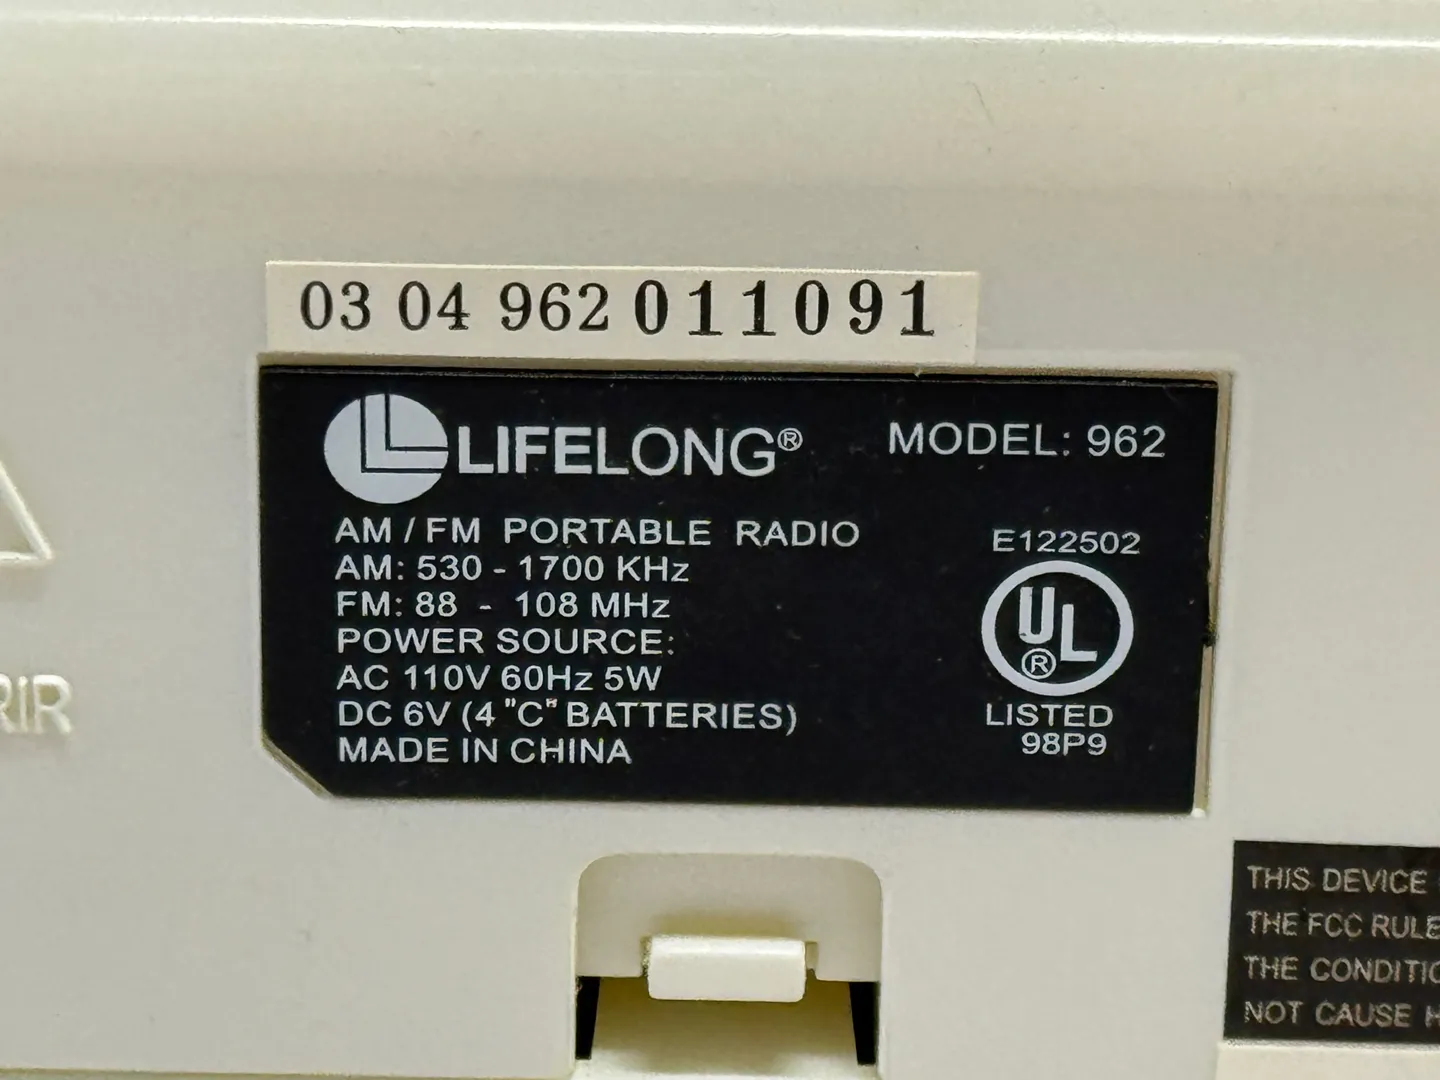 03 04 962 011091
LIFELONG®
MODEL: 962
AM / FM PORTABLE RADIO
AM: 530 - 1700 KHz
FM: 88 - 108 MHz
POWER SOURCE:
AC 110V 60Hz 5W
DC 6V (4 "C" BATTERIES)
MADE IN CHINA
E122502
UL
®
LISTED
98P9
RIR
THIS DEVICE
THE FCC RULE
THE CONDITIO
NOT CAUSE H